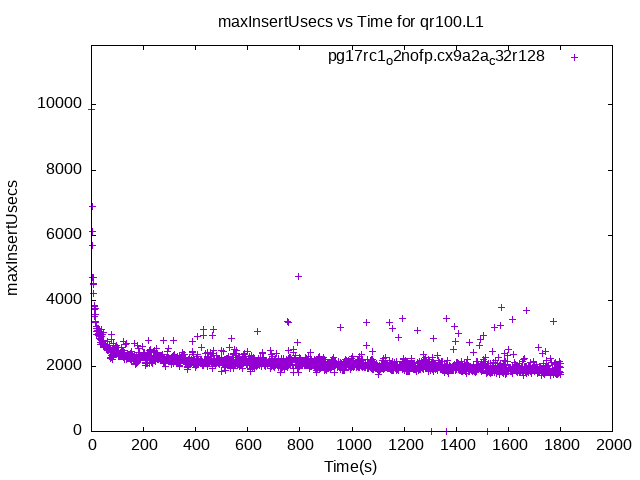 maxInsertUsecs vs Time for qr100.L1
pg17rc1o2nofp.cx9a2ac32r128
10000
8000
6000
4000
2000
0
maxInsertUsecs
0 200 400 600 800 1000 1200 1400 1600 1800 2000
Time(s)